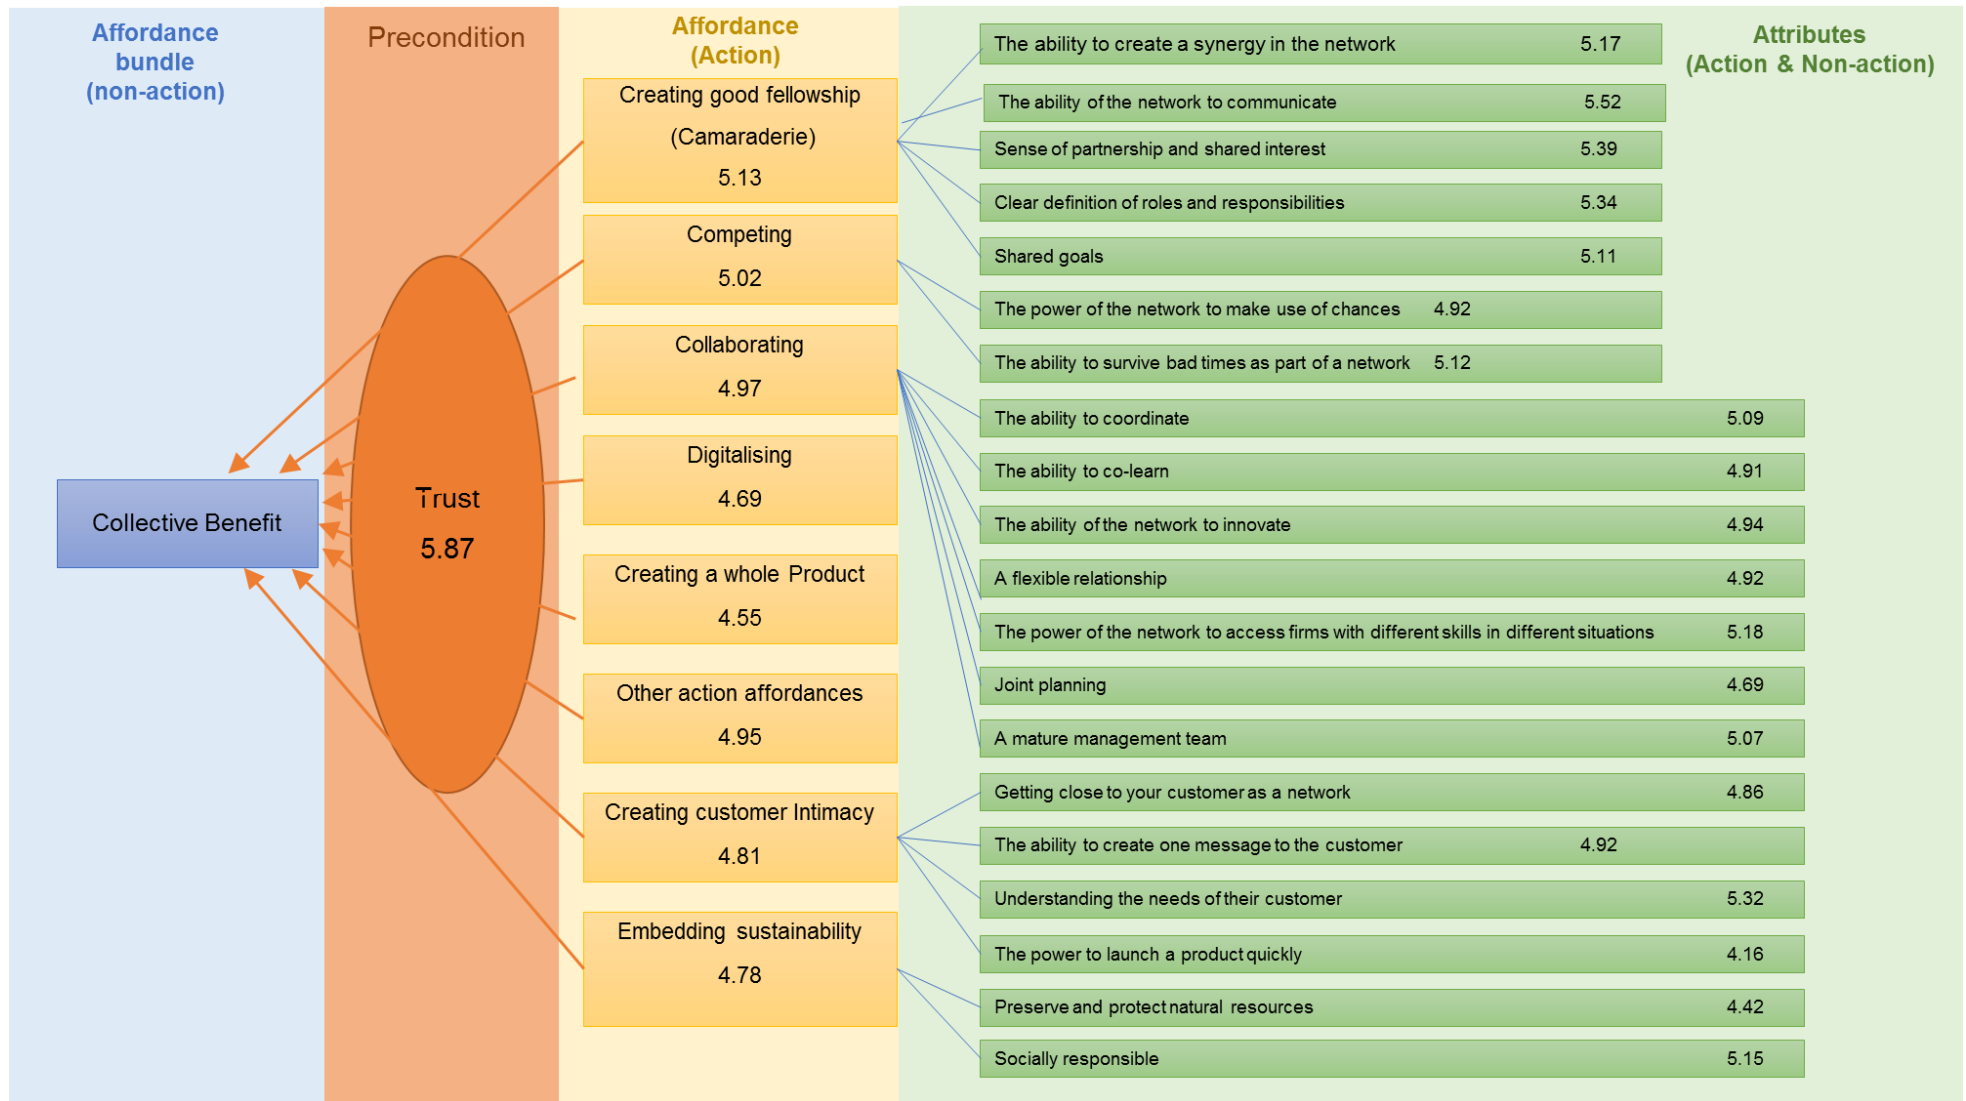 Affordance
bundle
(non-action)
Precondition
Affordance
(Action)
Attributes
(Action & Non-action)
Collective Benefit
Trust
5.87
Creating good fellowship
(Camaraderie)
5.13
Competing
5.02
Collaborating
4.97
Digitalising
4.69
Creating a whole Product
4.55
Other action affordances
4.95
Creating customer Intimacy
4.81
Embedding sustainability
4.78
The ability to create a synergy in the network 5.17
The ability of the network to communicate 5.52
Sense of partnership and shared interest 5.39
Clear definition of roles and responsibilities 5.34
Shared goals 5.11
The power of the network to make use of chances 4.92
The ability to survive bad times as part of a network 5.12
The ability to coordinate 5.09
The ability to co-learn 4.91
The ability of the network to innovate 4.94
A flexible relationship 4.92
The power of the network to access firms with different skills in different situations 5.18
Joint planning 4.69
A mature management team 5.07
Getting close to your customer as a network 4.86
The ability to create one message to the customer 4.92
Understanding the needs of their customer 5.32
The power to launch a product quickly 4.16
Preserve and protect natural resources 4.42
Socially responsible 5.15